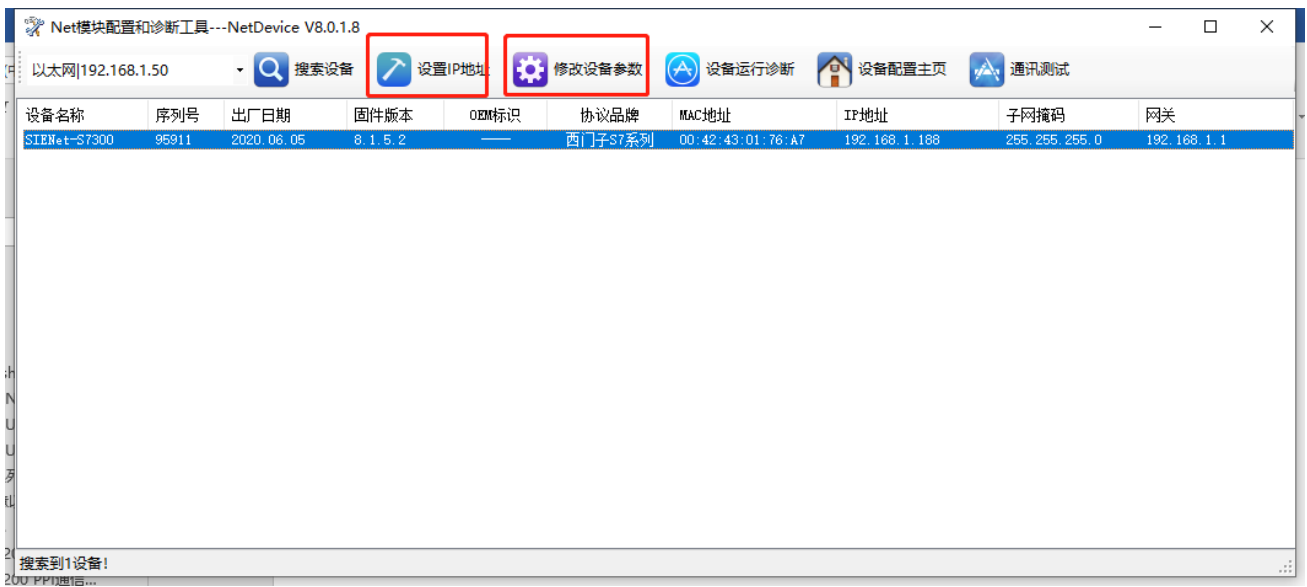 Net模块配置和诊断工具---NetDevice V8.0.1.8
以太网|192.168.1.50 搜索设备 设置IP地址 修改设备参数 设备运行诊断 设备配置主页 通讯测试
设备名称 序列号 出厂日期 固件版本 OEM标识 协议品牌 MAC地址 IP地址 子网掩码 网关
SIENet-S7300 95911 2020.06.05 8.1.5.2 —— 西门子S7系列 00:42:43:01:76:A7 192.168.1.188 255.255.255.0 192.168.1.1
搜索到1设备!
200 PPI通信...